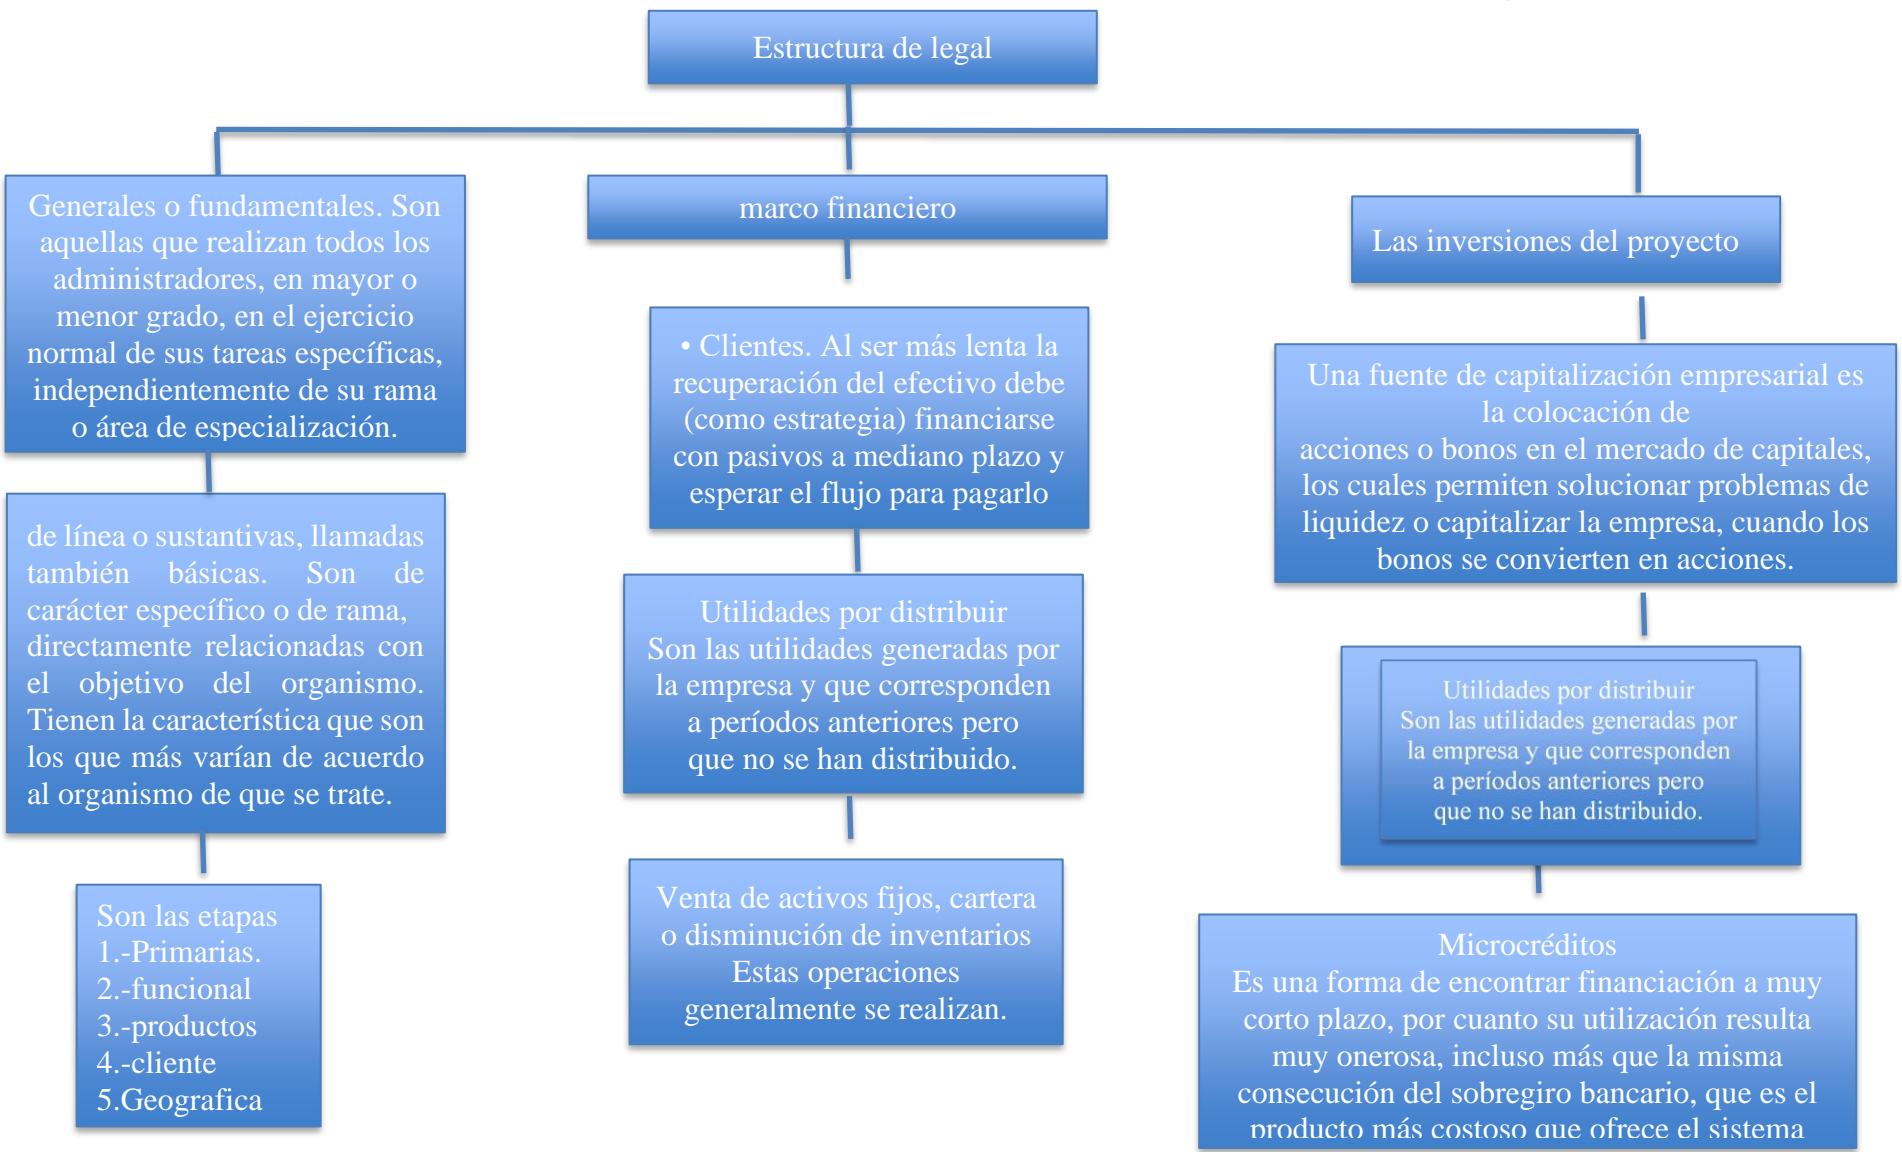 Estructura de legal
Generales o fundamentales. Son
aquellas que realizan todos los
administradores, en mayor o
menor grado, en el ejercicio
normal de sus tareas específicas,
independientemente de su rama
o área de especialización.
de línea o sustantivas, llamadas
también básicas. Son de
carácter específico o de rama,
directamente relacionadas con
el objetivo del organismo.
Tienen la característica que son
los que más varían de acuerdo
al organismo de que se trate.
Son las etapas
1.-Primarias.
2.-funcional
3.-productos
4.-cliente
5.Geografica
marco financiero
• Clientes. Al ser más lenta la
recuperación del efectivo debe
(como estrategia) financiarse
con pasivos a mediano plazo y
esperar el flujo para pagarlo
Utilidades por distribuir
Son las utilidades generadas por
la empresa y que corresponden
a períodos anteriores pero
que no se han distribuido.
Venta de activos fijos, cartera
o disminución de inventarios
Estas operaciones
generalmente se realizan.
Las inversiones del proyecto
Una fuente de capitalización empresarial es
la colocación de
acciones o bonos en el mercado de capitales,
los cuales permiten solucionar problemas de
liquidez o capitalizar la empresa, cuando los
bonos se convierten en acciones.
Utilidades por distribuir
Son las utilidades generadas por
la empresa y que corresponden
a períodos anteriores pero
que no se han distribuido.
Microcréditos
Es una forma de encontrar financiación a muy
corto plazo, por cuanto su utilización resulta
muy onerosa, incluso más que la misma
consecución del sobregiro bancario, que es el
producto más costoso que ofrece el sistema